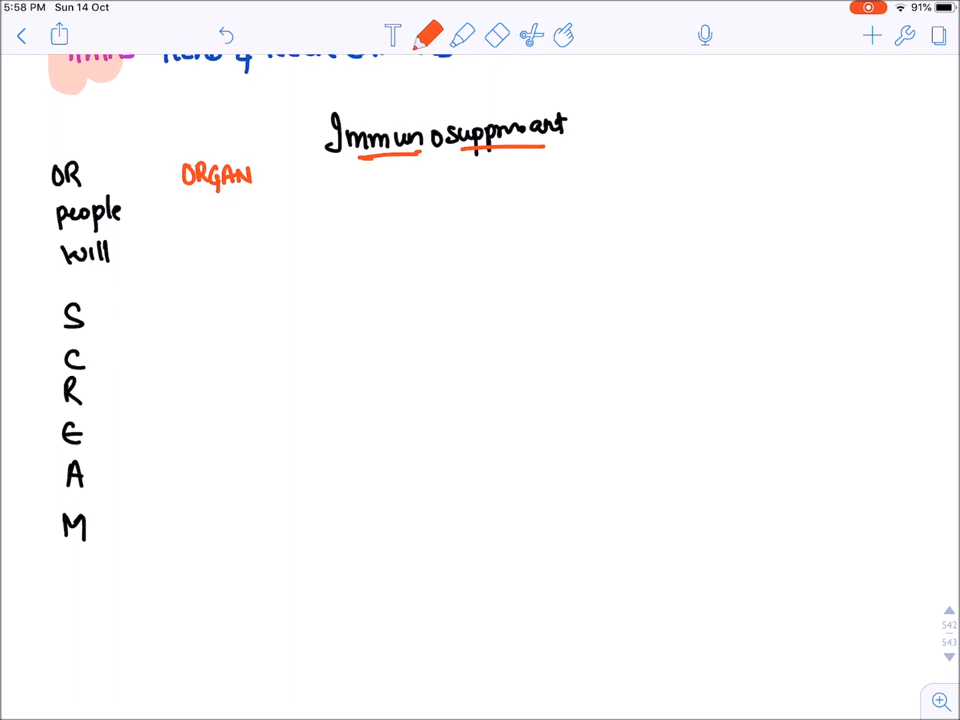 5:58 PM Sun 14 Oct 91%
T
Immunosuppressant
OR ORGAN
people
will
S
C
R
E
A
M
542
543